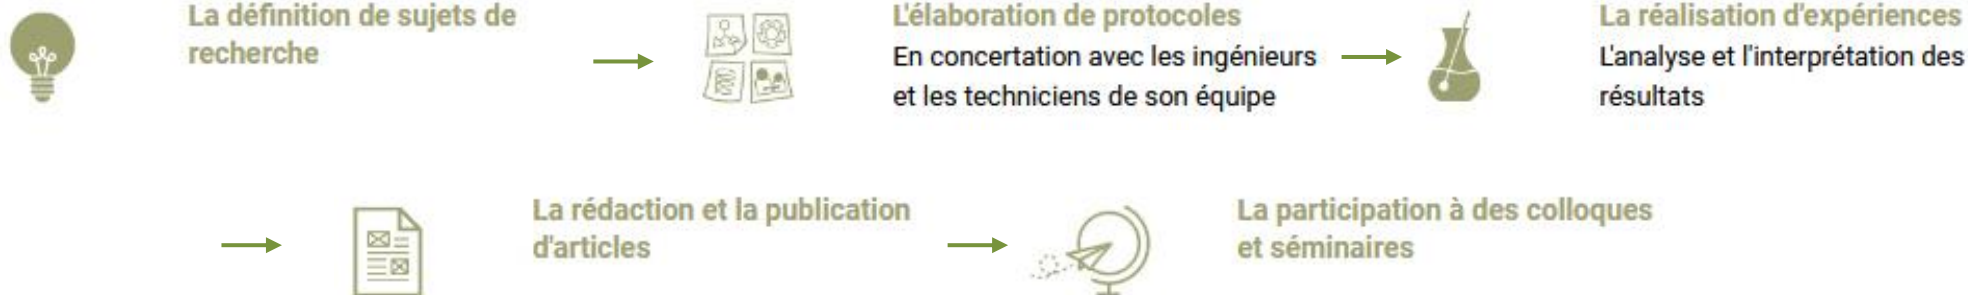 La définition de sujets de
recherche
L'élaboration de protocoles
En concertation avec les ingénieurs
et les techniciens de son équipe
La réalisation d'expériences
L'analyse et l'interprétation des
résultats
La rédaction et la publication
d'articles
La participation à des colloques
et séminaires